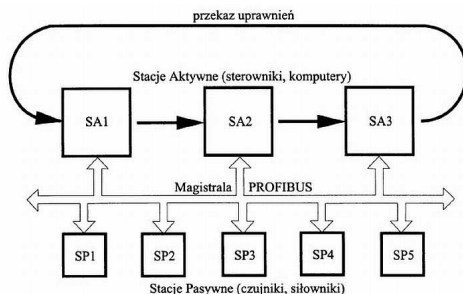 przekaz uprawnień
Stacje Aktywne (sterowniki, komputery)
SA1 SA2 SA3
Magistrala PROFIBUS
SP1 SP2 SP3 SP4 SP5
Stacje Pasywne (czujniki, siłowniki)